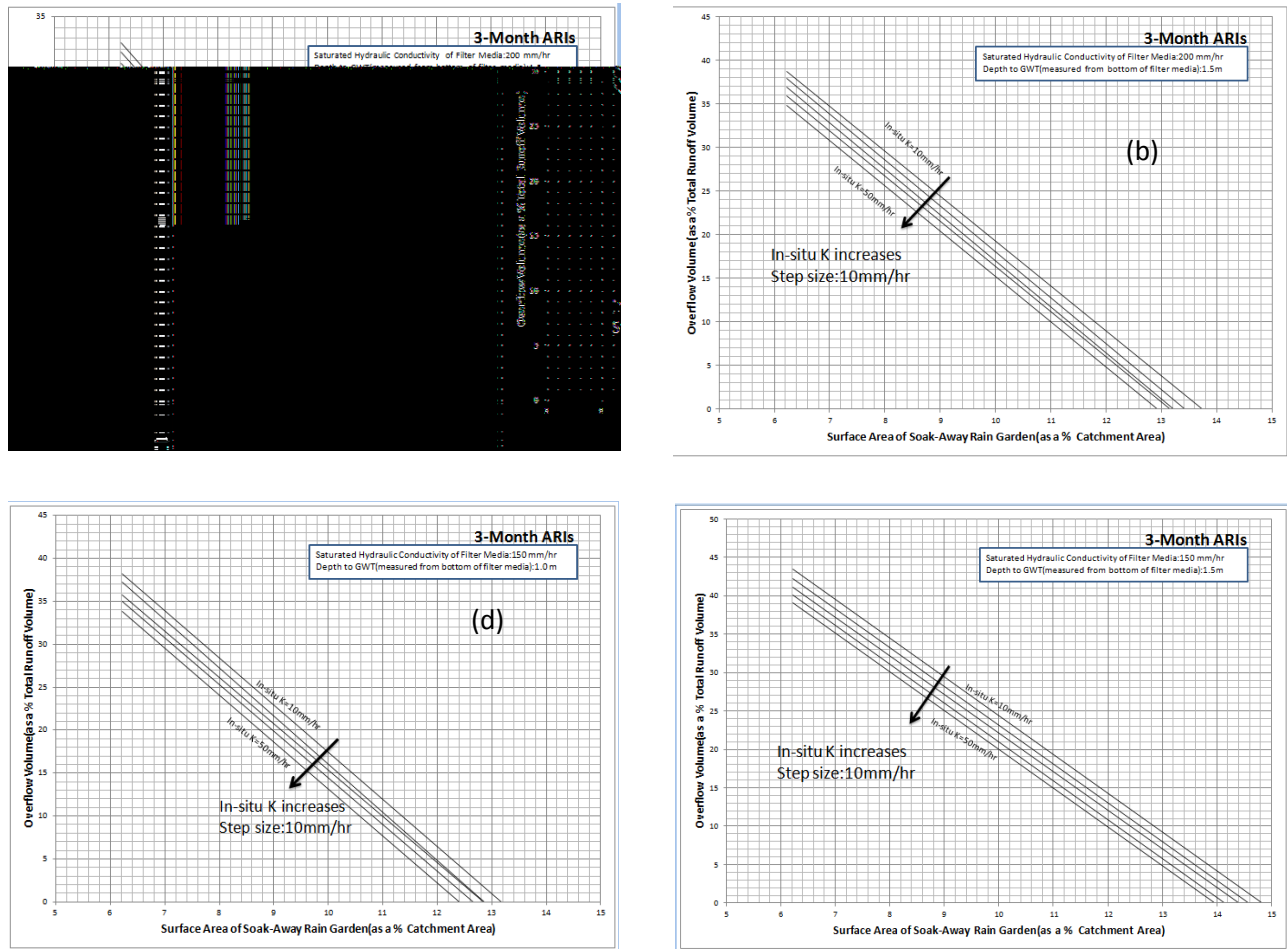 35
3-Month ARIs
Saturated Hydraulic Conductivity of Filter Media:200 mm/hr
45
40
35
30
25
20
15
10
5
0
Overflow Volume(as a % Total Runoff Volume)
3-Month ARIs
Saturated Hydraulic Conductivity of Filter Media:200 mm/hr
Depth to GWT(measured from bottom of filter media):1.5m
(b)
In-situ K=10mm/hr
In-situ K=50mm/hr
In-situ K increases
Step size:10mm/hr
5 6 7 8 9 10 11 12 13 14 15
Surface Area of Soak-Away Rain Garden(as a % Catchment Area)
45
40
35
30
25
20
15
10
5
0
Overflow Volume(as a % Total Runoff Volume)
3-Month ARIs
Saturated Hydraulic Conductivity of Filter Media:150 mm/hr
Depth to GWT(measured from bottom of filter media):1.0 m
(d)
In-situ K=10mm/hr
In-situ K=50mm/hr
In-situ K increases
Step size:10mm/hr
5 6 7 8 9 10 11 12 13 14 15
Surface Area of Soak-Away Rain Garden(as a % Catchment Area)
50
45
40
35
30
25
20
15
10
5
0
Overflow Volume(as a % Total Runoff Volume)
3-Month ARIs
Saturated Hydraulic Conductivity of Filter Media:150 mm/hr
Depth to GWT(measured from bottom of filter media):1.5m
In-situ K=10mm/hr
In-situ K=50mm/hr
In-situ K increases
Step size:10mm/hr
5 6 7 8 9 10 11 12 13 14 15
Surface Area of Soak-Away Rain Garden(as a % Catchment Area)